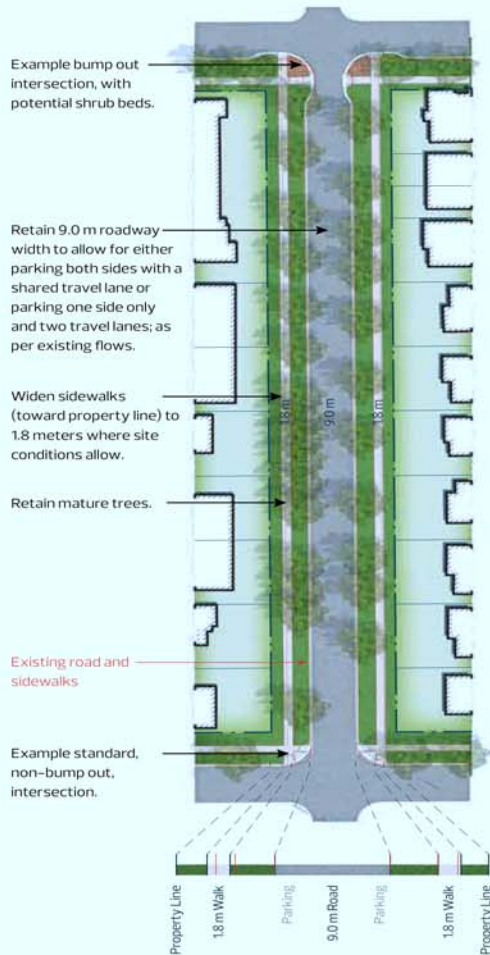 Example bump out
intersection, with
potential shrub beds.
Retain 9.0 m roadway
width to allow for either
parking both sides with a
shared travel lane or
parking one side only
and two travel lanes; as
per existing flows.
Widen sidewalks
(toward property line) to
1.8 meters where site
conditions allow.
1.8 m
9.0 m
1.8 m
Retain mature trees.
Existing road and
sidewalks
Example standard,
non-bump out,
intersection.
Property Line
1.8 m Walk
Parking
9.0 m Road
Parking
1.8 m Walk
Property Line